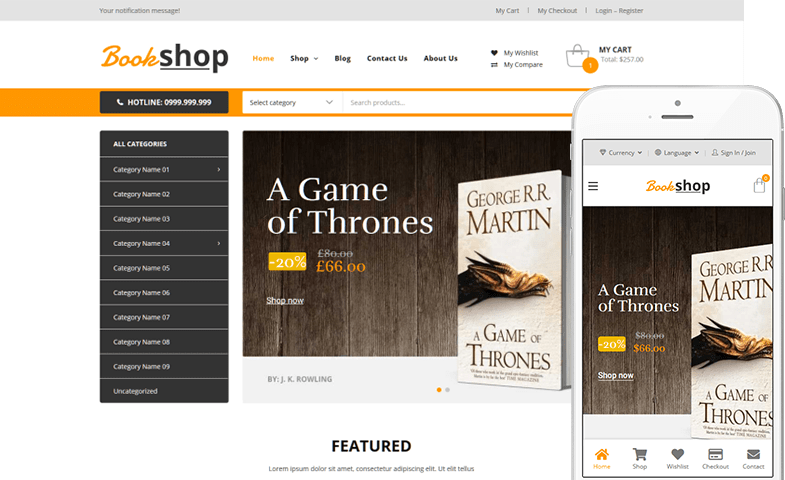 Your notification message!
My Cart | My Checkout | Login – Register
Bookshop
Home Shop Blog Contact Us About Us
My Wishlist
My Compare
MY CART
Total: $257.00
1
HOTLINE: 0999.999.999
Select category
Search products...
ALL CATEGORIES
Category Name 01
Category Name 02
Category Name 03
Category Name 04
Category Name 05
Category Name 06
Category Name 07
Category Name 08
Category Name 09
Uncategorized
A Game
of Thrones
-20%
£80.00
£66.00
Shop now
BY: J. K. ROWLING
GEORGE R.R.
MARTIN
A GAME OF
THRONES
FEATURED
Lorem ipsum dolor sit amet, consectetur adipiscing elit. Ut elit tellus
Currency | Language | Sign In / Join
Bookshop
0
A Game
of Thrones
-20%
£80.00
£66.00
Shop now
GEORGE R.R.
MARTIN
A GAME OF
THRONES
Home Shop Wishlist Checkout Contact